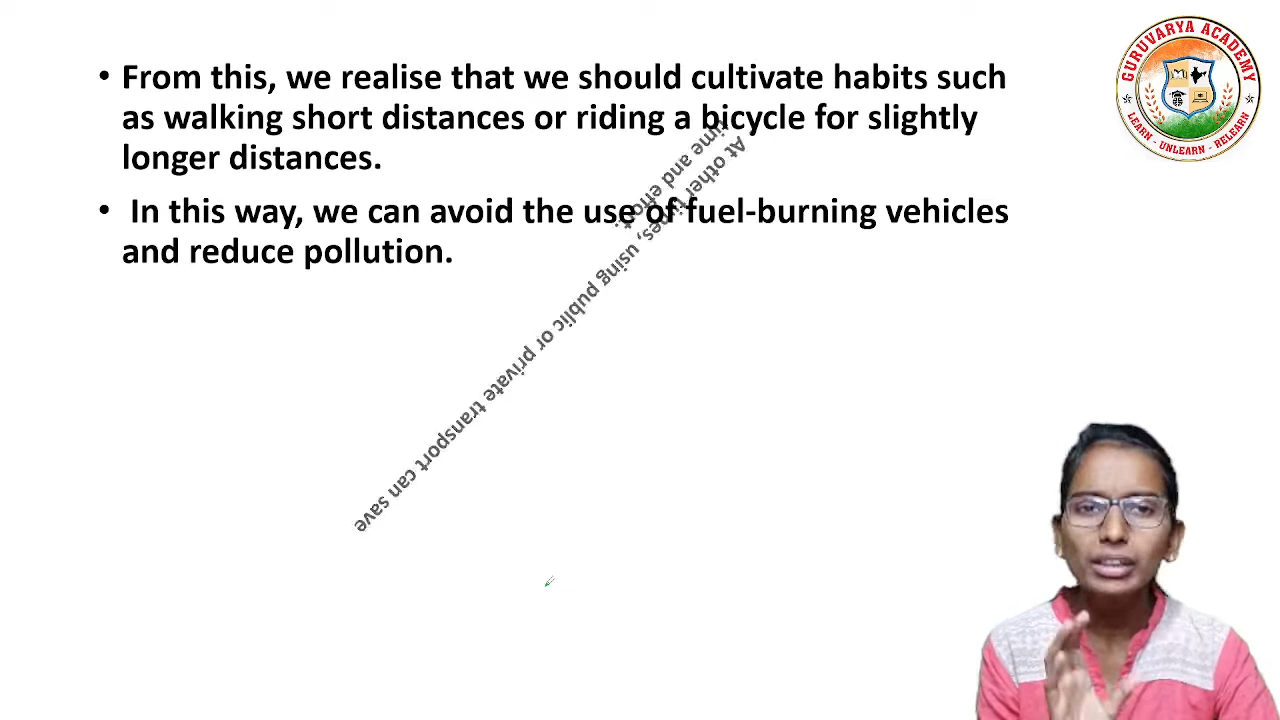 • From this, we realise that we should cultivate habits such
as walking short distances or riding a bicycle for slightly
longer distances.
• In this way, we can avoid the use of fuel-burning vehicles
and reduce pollution.
At other times, using public or private transport can save
time and effort.
GURUVARYA ACADEMY
LEARN - UNLEARN - RELEARN